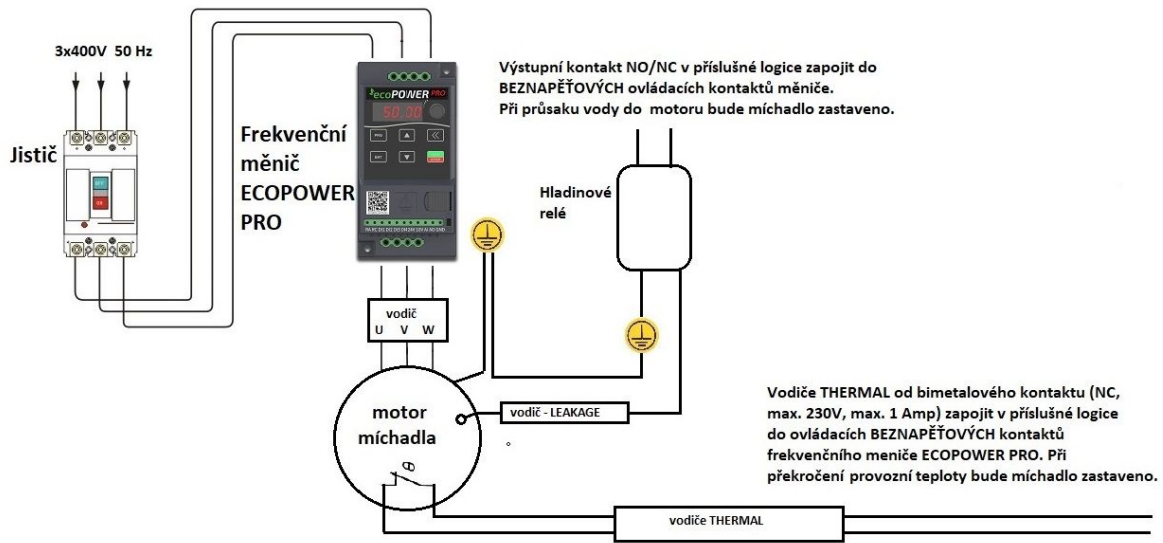 3x400V 50 Hz
Jistič
OFF
ON
Frekvenční
měnič
ECOPOWER
PRO
ecoPOWER PRO
50.00
Výstupní kontakt NO/NC v příslušné logice zapojit do
BEZNAPĚŤOVÝCH ovládacích kontaktů měniče.
Při průsaku vody do motoru bude míchadlo zastaveno.
Hladinové
relé
vodič
U V W
motor
míchadla
vodič - LEAKAGE
Vodiče THERMAL od bimetalového kontaktu (NC,
max. 230V, max. 1 Amp) zapojit v příslušné logice
do ovládacích BEZNAPĚŤOVÝCH kontaktů
frekvenčního meniče ECOPOWER PRO. Při
překročení provozní teploty bude míchadlo zastaveno.
θ
vodiče THERMAL